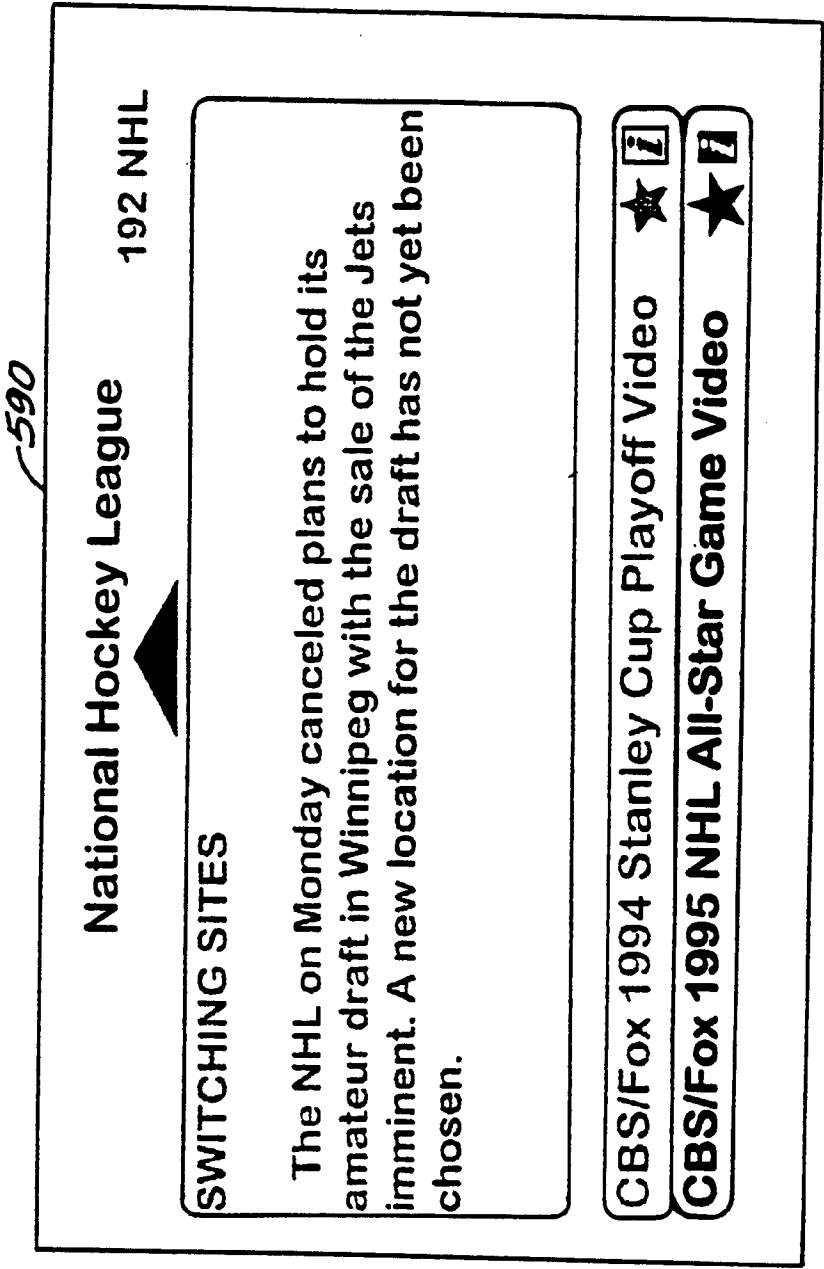 590
National Hockey League
192 NHL
SWITCHING SITES
The NHL on Monday canceled plans to hold its
amateur draft in Winnipeg with the sale of the Jets
imminent. A new location for the draft has not yet been
chosen.
CBS/Fox 1994 Stanley Cup Playoff Video i
CBS/Fox 1995 NHL All-Star Game Video i